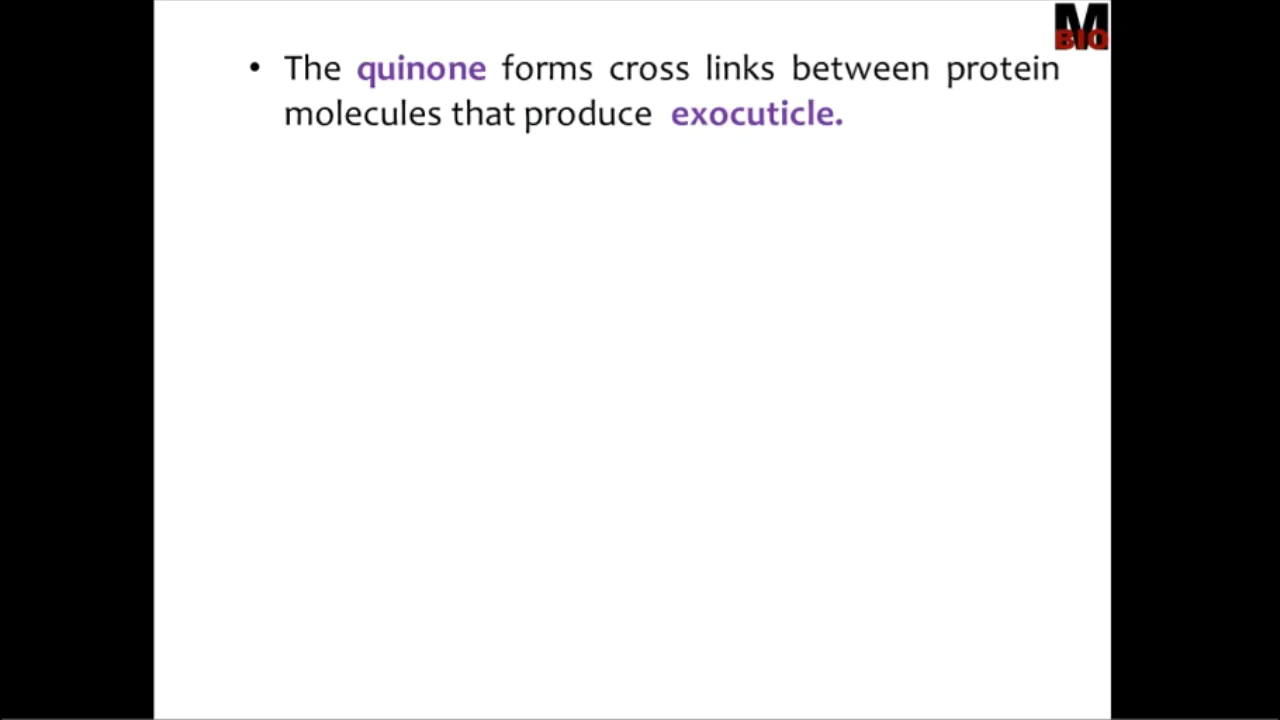 M
BIO
• The quinone forms cross links between protein
molecules that produce exocuticle.